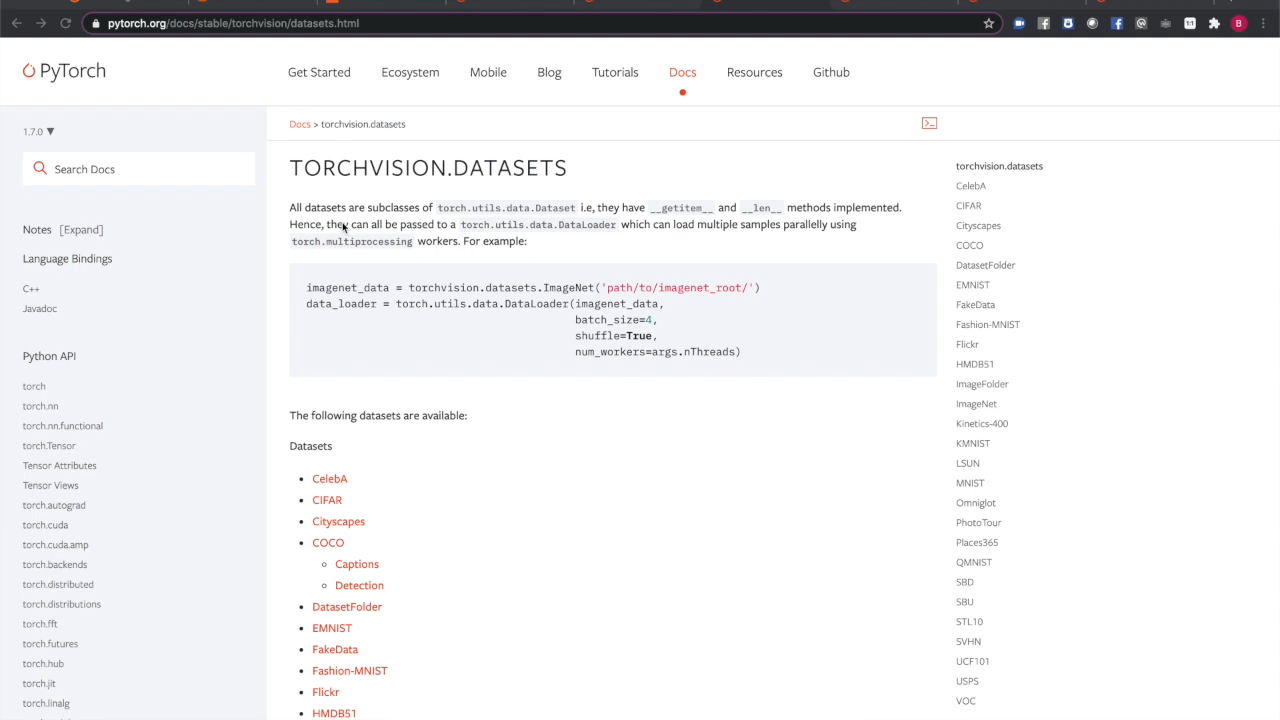 pytorch.org/docs/stable/torchvision/datasets.html
1:1
B
PyTorch
Get Started
Ecosystem
Mobile
Blog
Tutorials
Docs
Resources
Github
1.7.0 ▼
Search Docs
Notes [Expand]
Language Bindings
C++
Javadoc
Python API
torch
torch.nn
torch.nn.functional
torch.Tensor
Tensor Attributes
Tensor Views
torch.autograd
torch.cuda
torch.cuda.amp
torch.backends
torch.distributed
torch.distributions
torch.fft
torch.futures
torch.hub
torch.jit
torch.linalg
Docs > torchvision.datasets
>_
TORCHVISION.DATASETS
All datasets are subclasses of torch.utils.data.Dataset i.e, they have __getitem__ and __len__ methods implemented.
Hence, they can all be passed to a torch.utils.data.DataLoader which can load multiple samples parallelly using
torch.multiprocessing workers. For example:
imagenet_data = torchvision.datasets.ImageNet('path/to/imagenet_root/')
data_loader = torch.utils.data.DataLoader(imagenet_data,
batch_size=4,
shuffle=True,
num_workers=args.nThreads)
The following datasets are available:
Datasets
CelebA
CIFAR
Cityscapes
COCO
Captions
Detection
DatasetFolder
EMNIST
FakeData
Fashion-MNIST
Flickr
HMDB51
torchvision.datasets
CelebA
CIFAR
Cityscapes
COCO
DatasetFolder
EMNIST
FakeData
Fashion-MNIST
Flickr
HMDB51
ImageFolder
ImageNet
Kinetics-400
KMNIST
LSUN
MNIST
Omniglot
PhotoTour
Places365
QMNIST
SBD
SBU
STL10
SVHN
UCF101
USPS
VOC